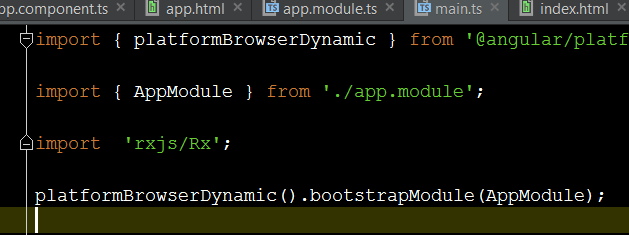 pp.component.ts app.html app.module.ts main.ts index.html
import { platformBrowserDynamic } from '@angular/platf
import { AppModule } from './app.module';
import 'rxjs/Rx';
platformBrowserDynamic().bootstrapModule(AppModule);